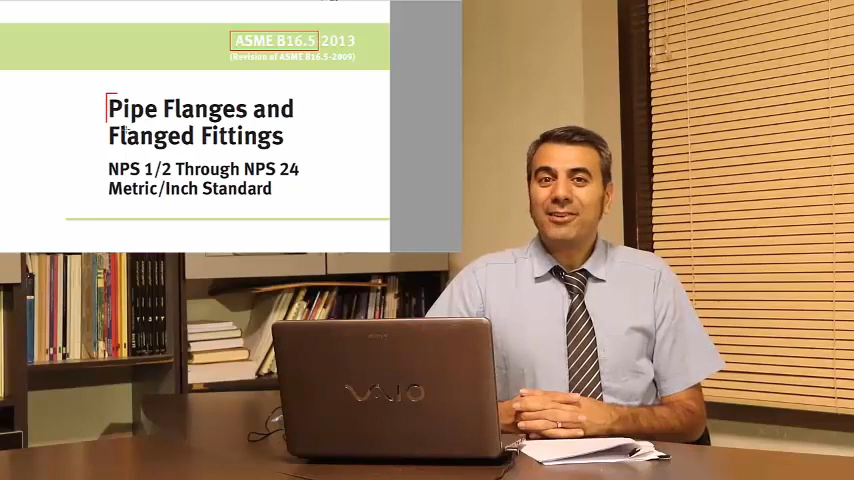 ASME B16.5 2013
(Revision of ASME B16.5-2009)
Pipe Flanges and
Flanged Fittings
NPS 1/2 Through NPS 24
Metric/Inch Standard
SONY
VAIO